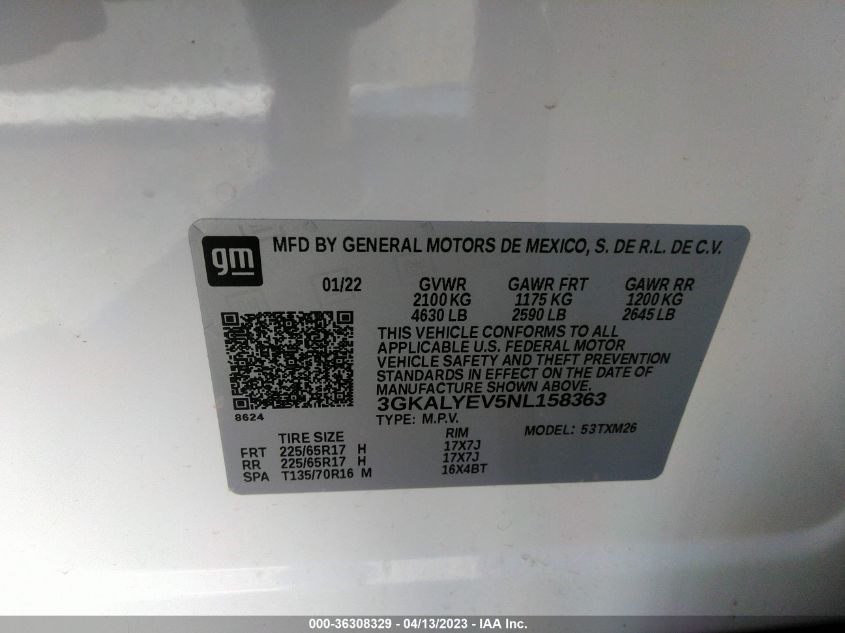 gm
MFD BY GENERAL MOTORS DE MEXICO, S. DE R.L. DE C.V.
01/22 GVWR GAWR FRT GAWR RR
2100 KG 1175 KG 1200 KG
4630 LB 2590 LB 2645 LB
THIS VEHICLE CONFORMS TO ALL
APPLICABLE U.S. FEDERAL MOTOR
VEHICLE SAFETY AND THEFT PREVENTION
STANDARDS IN EFFECT ON THE DATE OF
MANUFACTURE SHOWN ABOVE.
3GKALYEV5NL158363
8624
TYPE: M.P.V.
MODEL: 53TXM26
TIRE SIZE RIM
FRT 225/65R17 H 17X7J
RR 225/65R17 H 17X7J
SPA T135/70R16 M 16X4BT
000-36308329 - 04/13/2023 - IAA Inc.